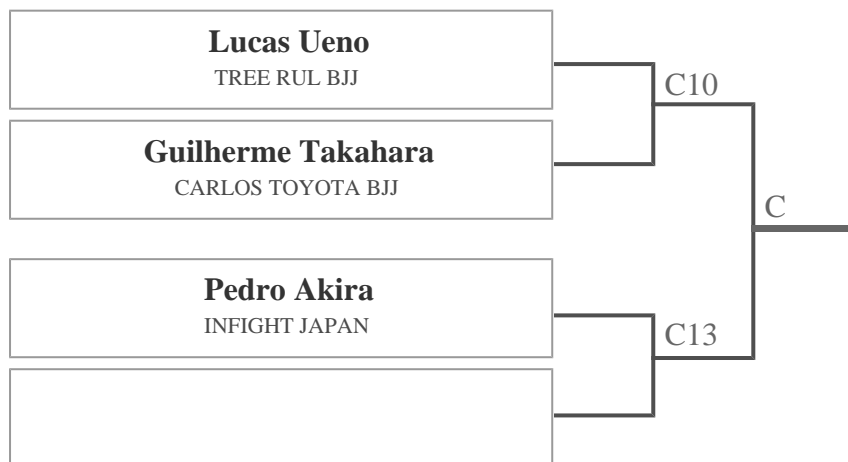 Lucas Ueno
TREE RUL BJJ
C10
Guilherme Takahara
CARLOS TOYOTA BJJ
C
Pedro Akira
INFIGHT JAPAN
C13